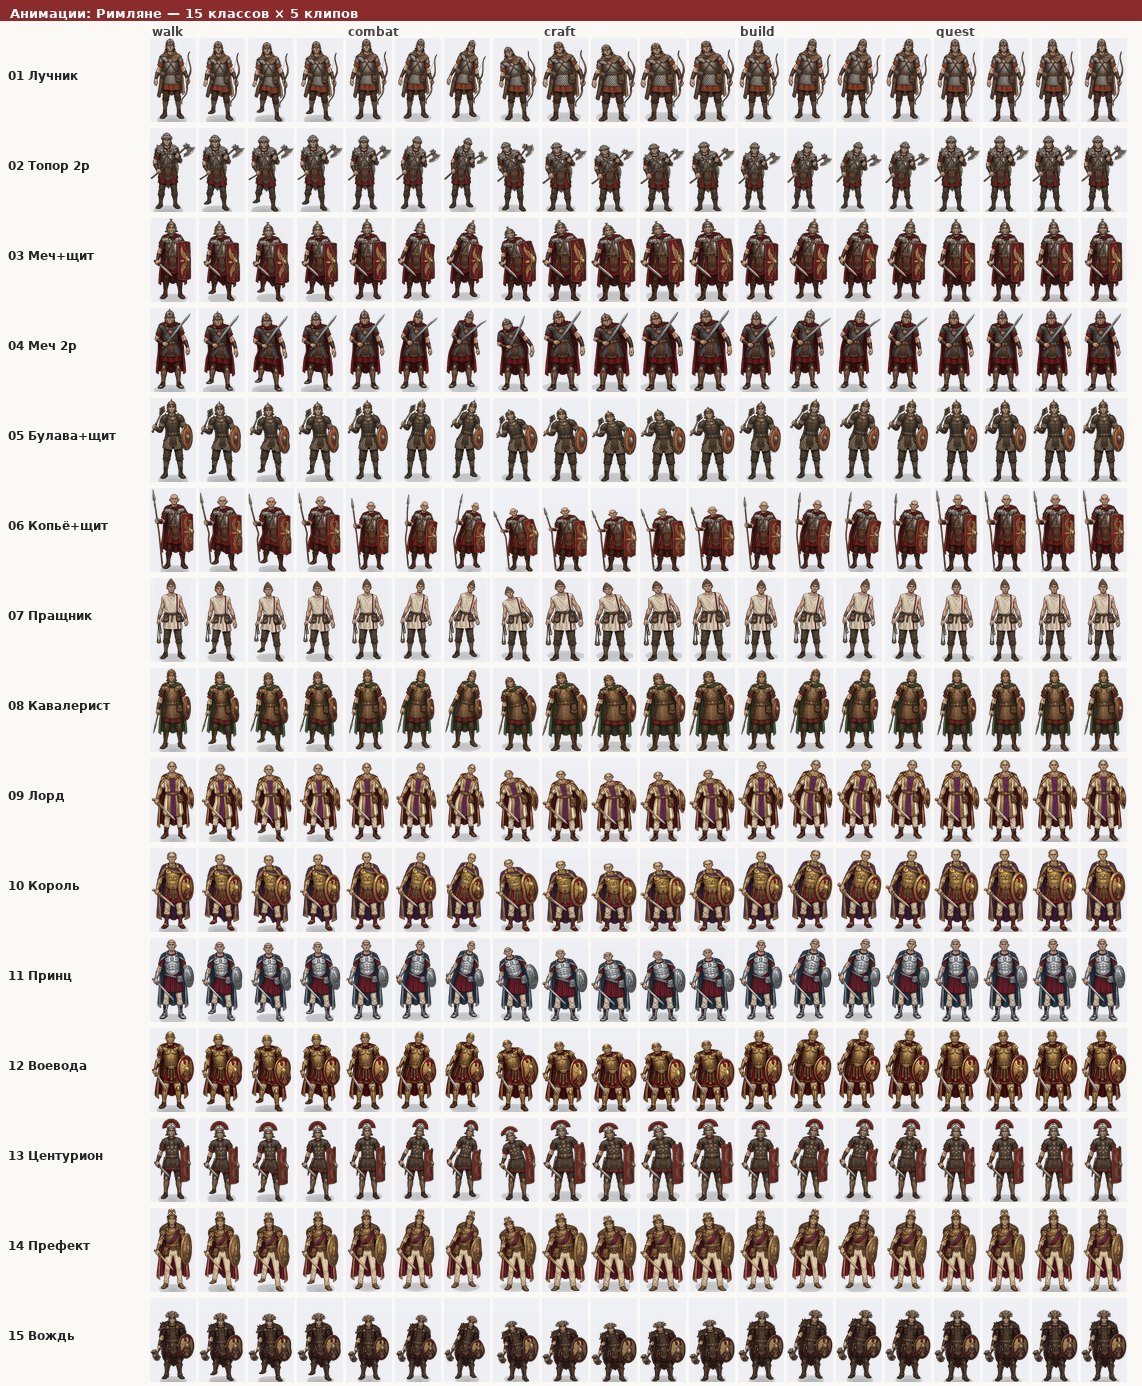 Анимации: Римляне — 15 классов × 5 клипов
walk combat craft build quest
01 Лучник
02 Топор 2р
03 Меч+щит
04 Меч 2р
05 Булава+щит
06 Копьё+щит
07 Пращник
08 Кавалерист
09 Лорд
10 Король
11 Принц
12 Воевода
13 Центурион
14 Префект
15 Вождь